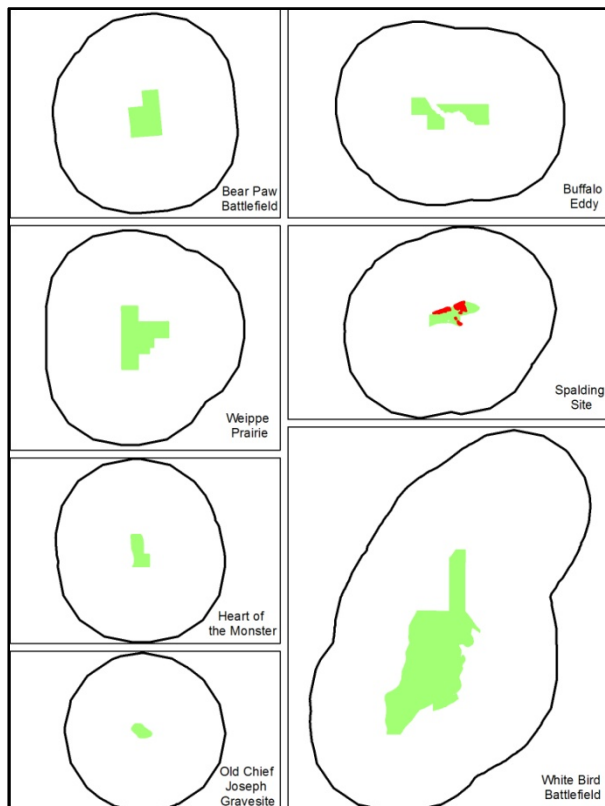 Bear Paw
Battlefield
Buffalo
Eddy
Weippe
Prairie
Spalding
Site
Heart of
the Monster
Old Chief
Joseph
Gravesite
White Bird
Battlefield